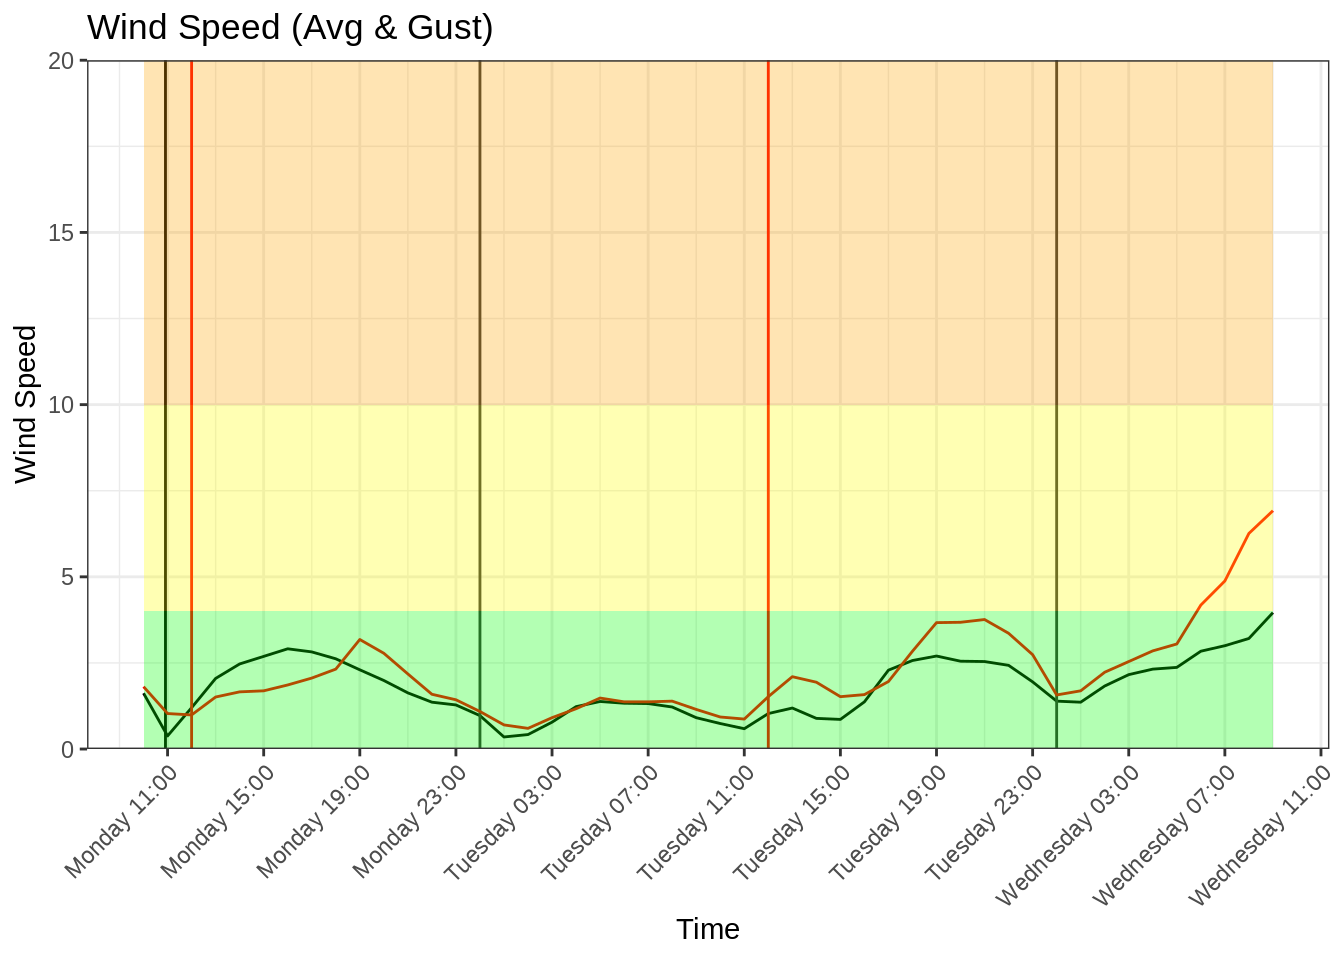 Wind Speed (Avg & Gust)
20
15
10
5
0
Wind Speed
Monday 11:00
Monday 15:00
Monday 19:00
Monday 23:00
Tuesday 03:00
Tuesday 07:00
Tuesday 11:00
Tuesday 15:00
Tuesday 19:00
Tuesday 23:00
Wednesday 03:00
Wednesday 07:00
Wednesday 11:00
Time